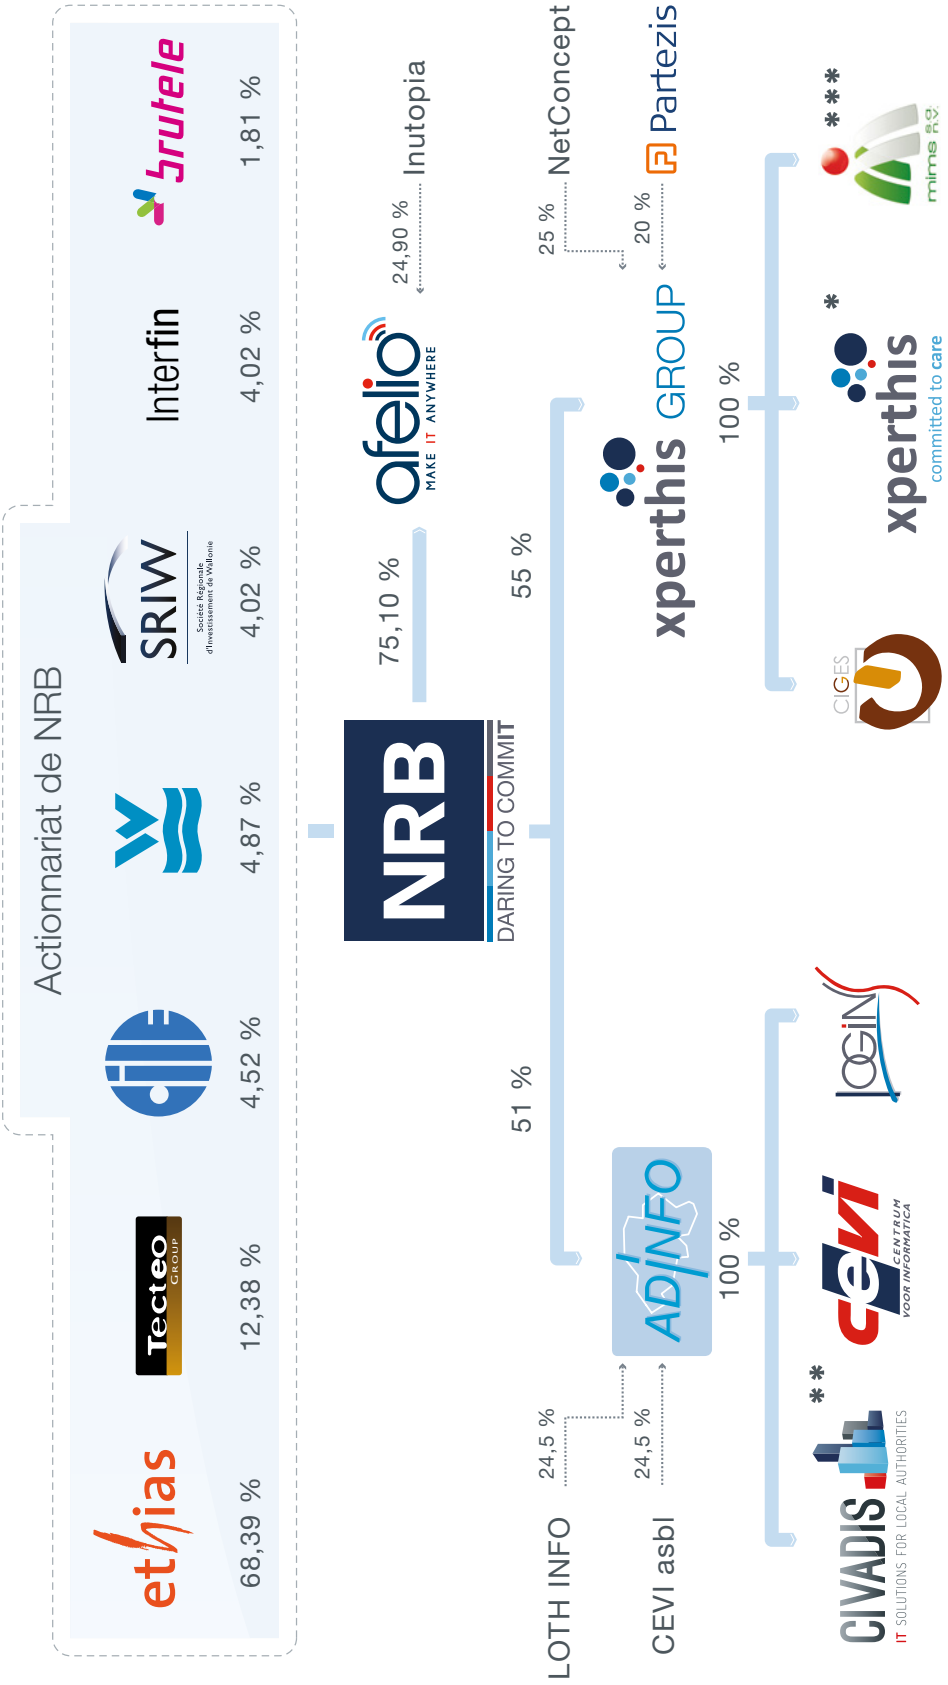 Actionnariat de NRB
ethias
Tecteo
GROUP
cile
W
SRIW
Société Régionale
d'Investissement de Wallonie
Interfin
brutele
68,39 %
12,38 %
4,52 %
4,87 %
4,02 %
4,02 %
1,81 %
NRB
DARING TO COMMIT
75,10 %
afelio
MAKE IT ANYWHERE
24,90 %
Inutopia
51 %
55 %
LOTH INFO
24,5 %
CEVI asbl
24,5 %
ADINFO
100 %
xperthis GROUP
25 %
NetConcept
20 %
Partezis
100 %
CIVADIS
IT SOLUTIONS FOR LOCAL AUTHORITIES
**
cevi
CENTRUM
VOOR INFORMATICA
LOGINS
CIGES
xperthis
committed to care
*
mims s.a.
n.v.
***